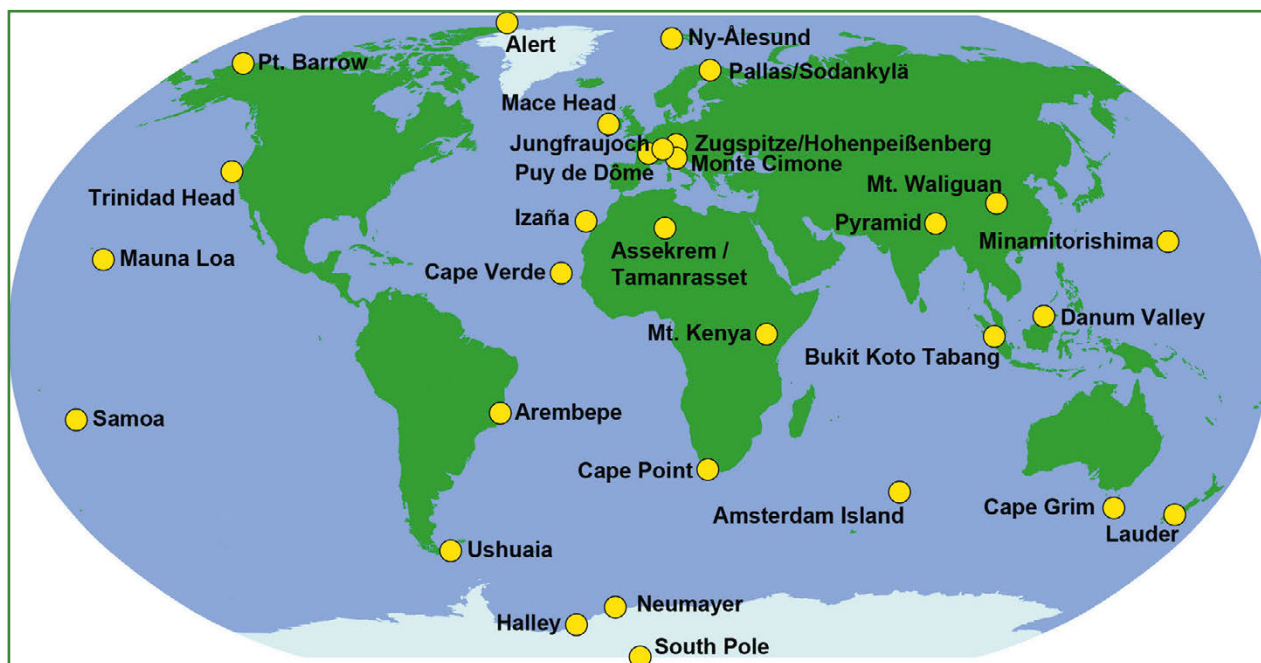 Alert
Ny-Ålesund
Pt. Barrow
Pallas/Sodankylä
Mace Head
Jungfraujoch
Zugspitze/Hohenpeißenberg
Puy de Dôme
Monte Cimone
Trinidad Head
Mt. Waliguan
Izaña
Pyramid
Minamitorishima
Mauna Loa
Cape Verde
Assekrem /
Tamanrasset
Danum Valley
Mt. Kenya
Bukit Koto Tabang
Samoa
Arembepe
Cape Point
Amsterdam Island
Cape Grim
Lauder
Ushuaia
Neumayer
Halley
South Pole